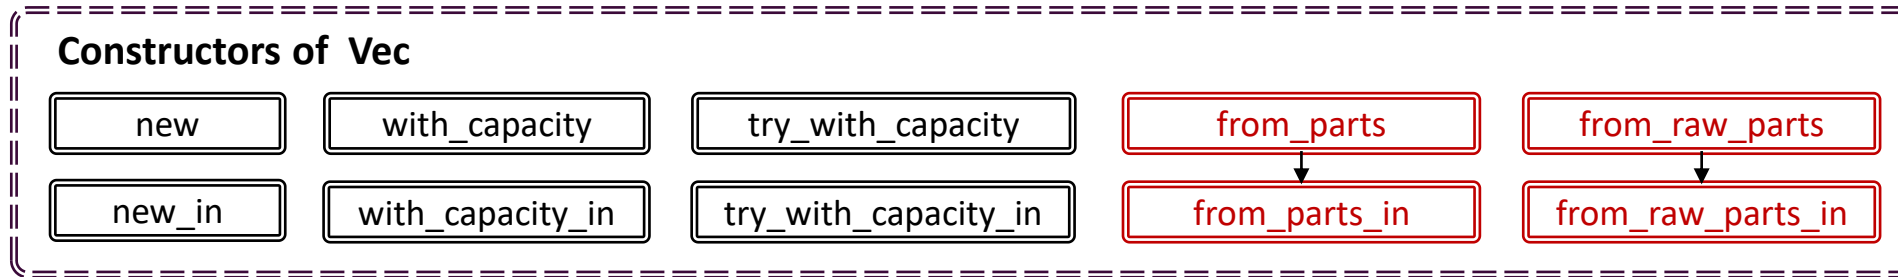 Constructors of Vec
new with_capacity try_with_capacity from_parts from_raw_parts
new_in with_capacity_in try_with_capacity_in from_parts_in from_raw_parts_in